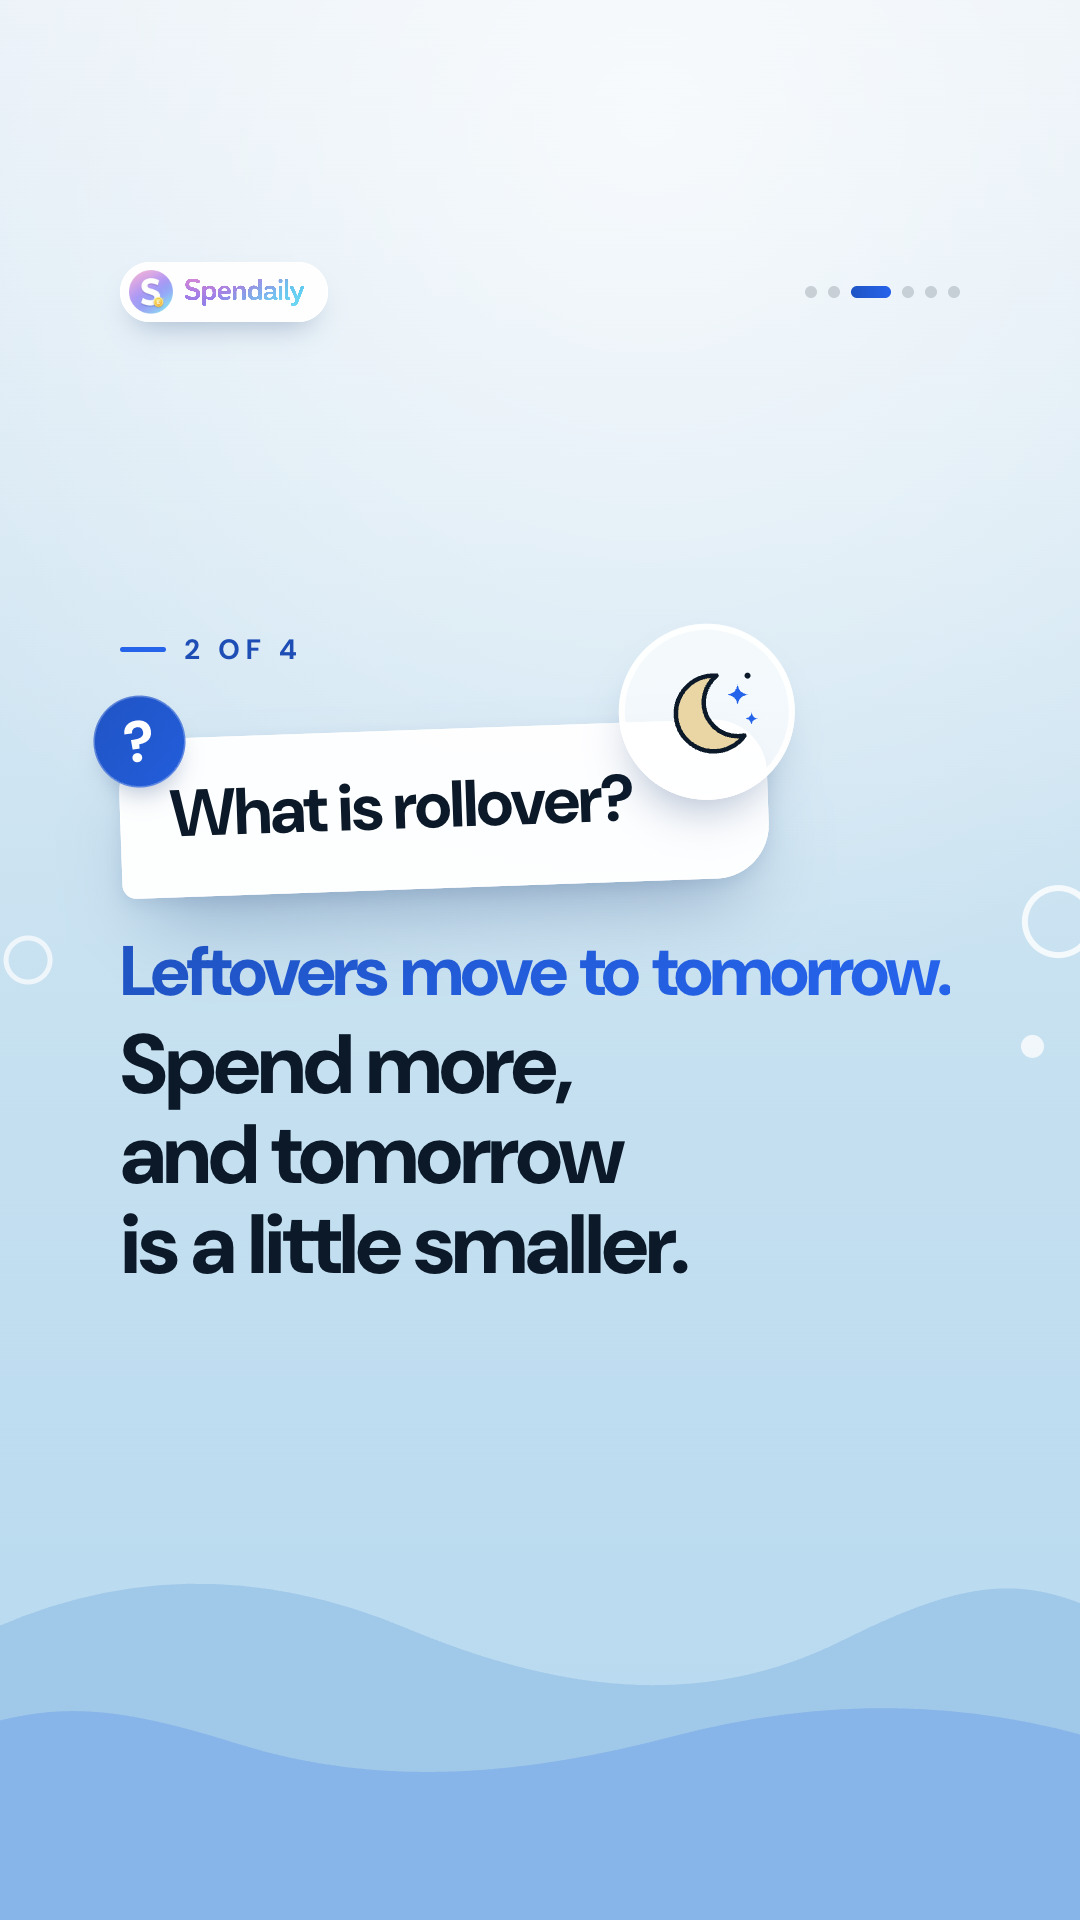 Spendaily
2 OF 4
?
What is rollover?
Leftovers move to tomorrow.
Spend more,
and tomorrow
is a little smaller.